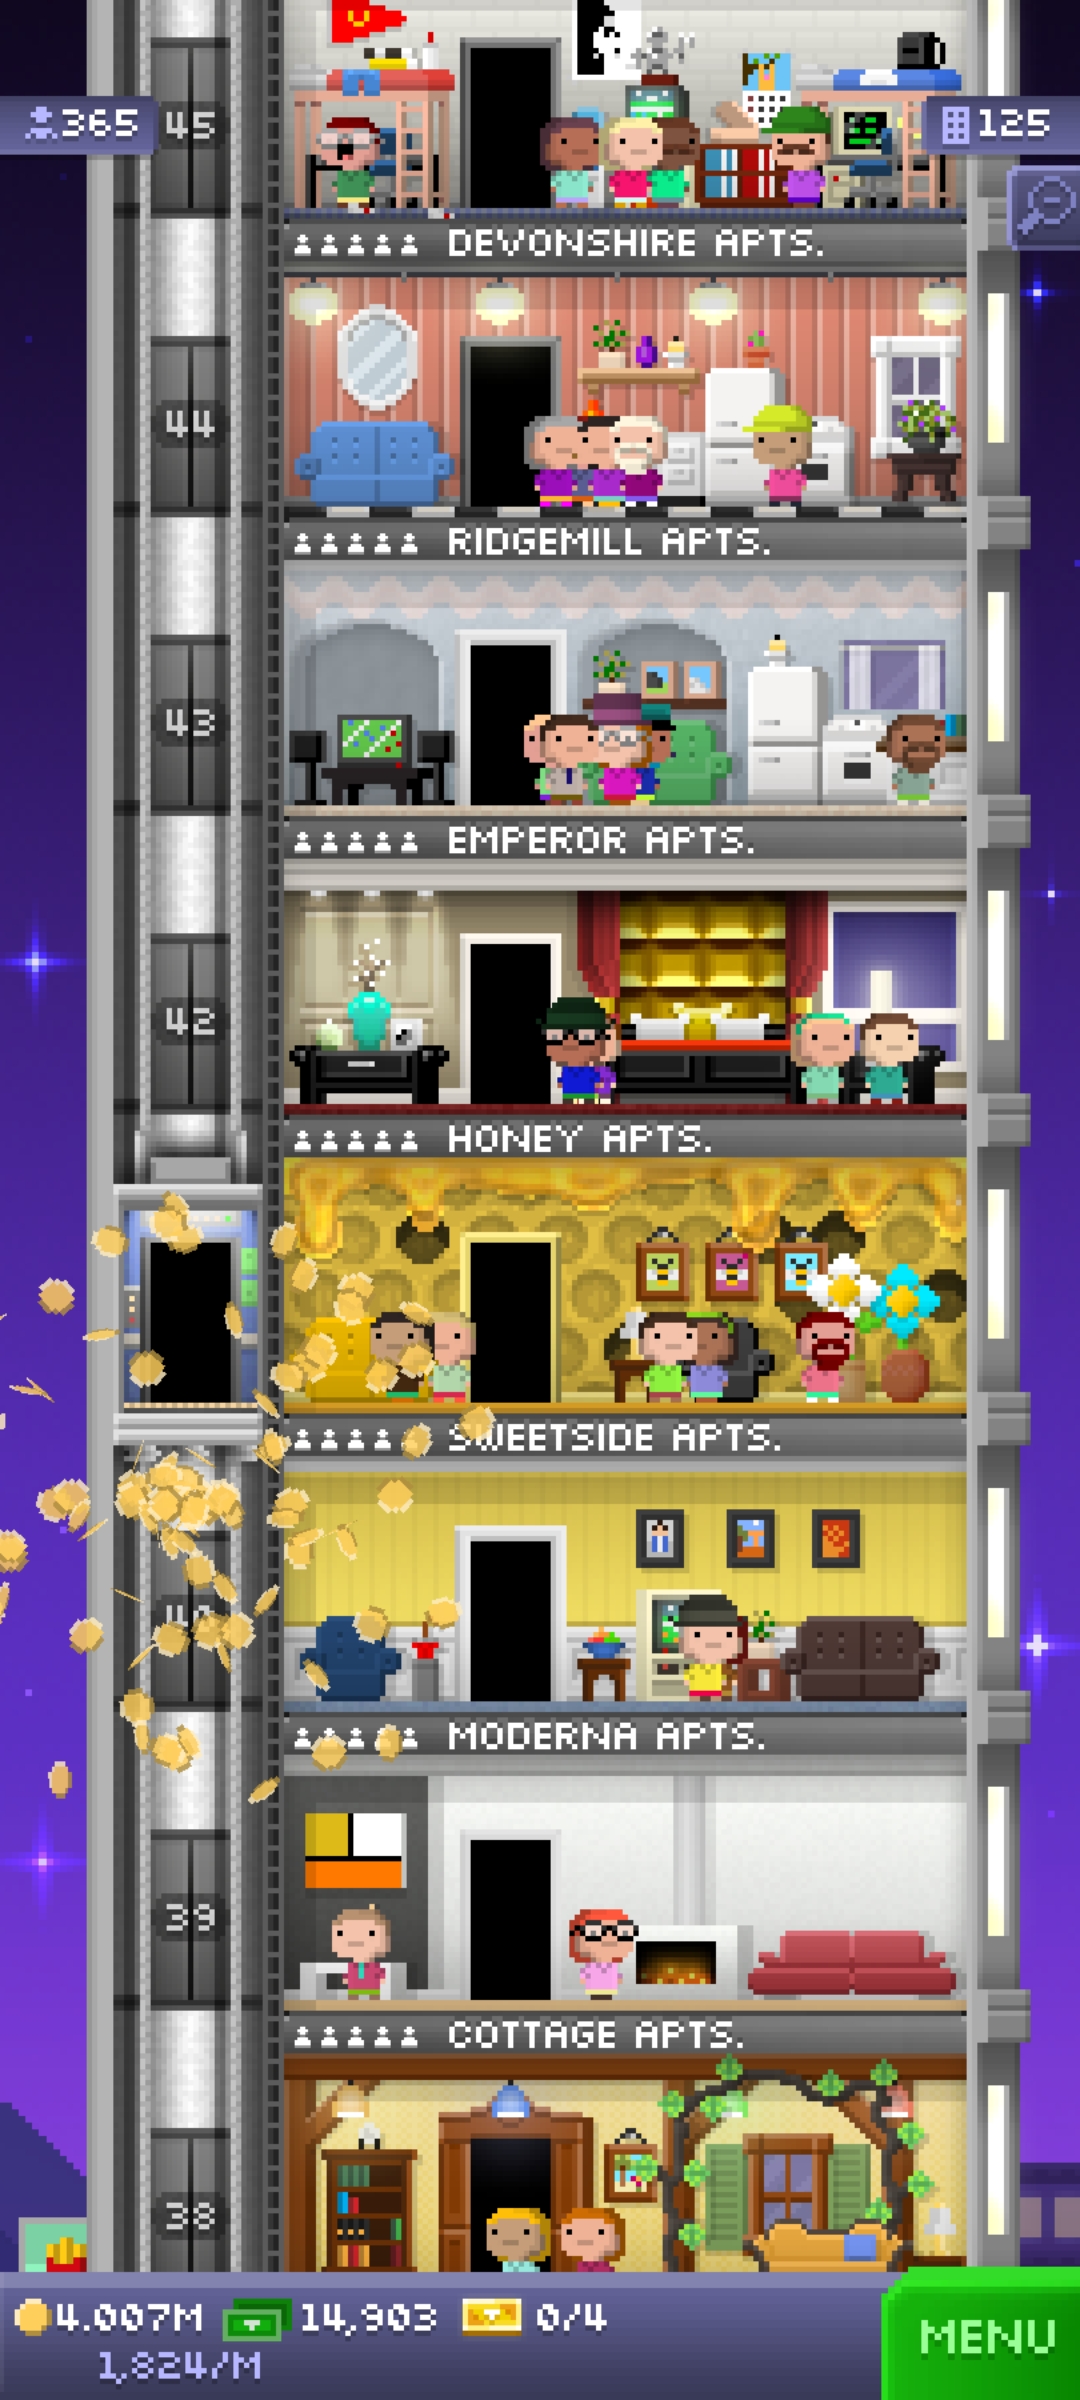 365
45
125
DEVONSHIRE APTS.
44
RIDGEMILL APTS.
43
EMPEROR APTS.
42
HONEY APTS.
SWEETSIDE APTS.
MODERNA APTS.
39
COTTAGE APTS.
38
4.007M
14,903
0/4
1,824/M
MENU